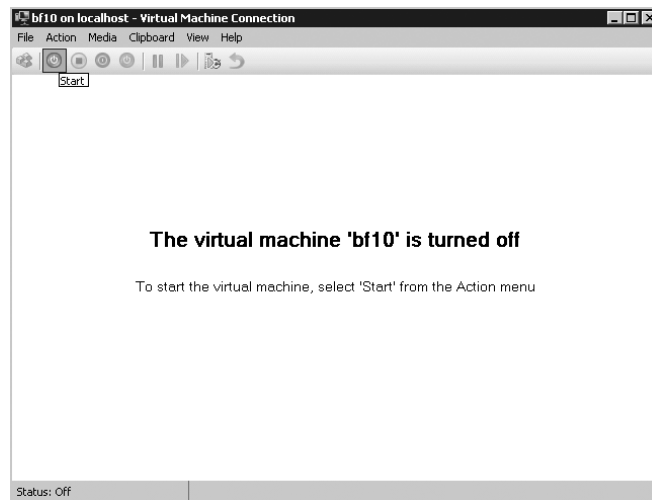 bf10 on localhost - Virtual Machine Connection
File Action Media Clipboard View Help
Start
The virtual machine 'bf10' is turned off
To start the virtual machine, select 'Start' from the Action menu
Status: Off